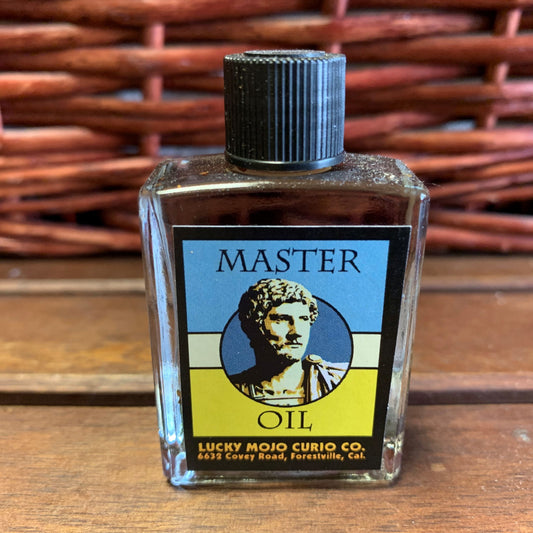 MASTER
OIL
LUCKY MOJO CURIO CO.
6632 Covey Road, Forestville, Cal.